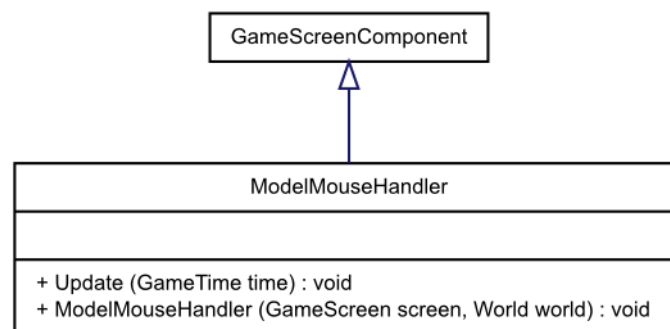 GameScreenComponent
ModelMouseHandler
+ Update (GameTime time) : void
+ ModelMouseHandler (GameScreen screen, World world) : void